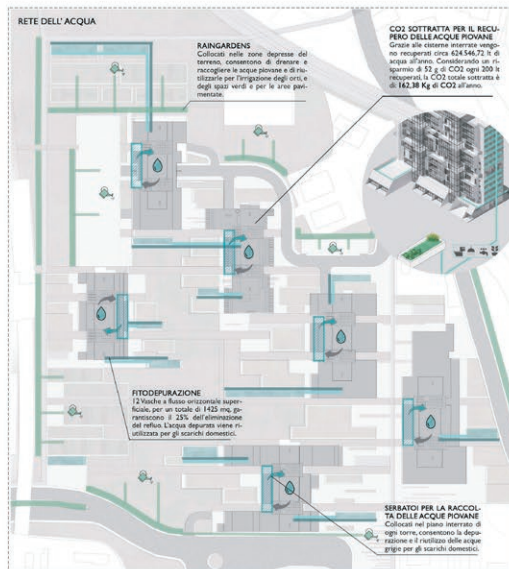 RETE DELL' ACQUA
RAINGARDENS
Collocati nelle zone depresse del
terreno, consentono di drenare e
raccogliere le acque piovane e di riu-
tilizzarle per l'irrigazione degli orti, e
degli spazi verdi e per le aree pavi-
mentate.
CO2 SOTTRATTA PER IL RECU-
PERO DELLE ACQUE PIOVANE
Grazie alle cisterne interrate vengo-
no recuperati circa 624.546,72 lt di
acqua all'anno. Considerando un ri-
sparmio di 52 g di CO2 ogni 200 lt
recuperati, la CO2 totale sottratta è
di 162,38 Kg di CO2 all'anno.
FITODEPURAZIONE
12 Vasche a flusso orizzontale super-
ficiale, per un totale di 1425 mq, ga-
rantiscono il 25% dell'eliminazione
del refluo. L'acqua depurata viene riu-
tilizzata per gli scarichi domestici.
SERBATOI PER LA RACCOL-
TA DELLE ACQUE PIOVANE
Collocati nel piano interrato di
ogni torre, consentono la depu-
razione e il riutilizzo delle acque
grigie per gli scarichi domestici.